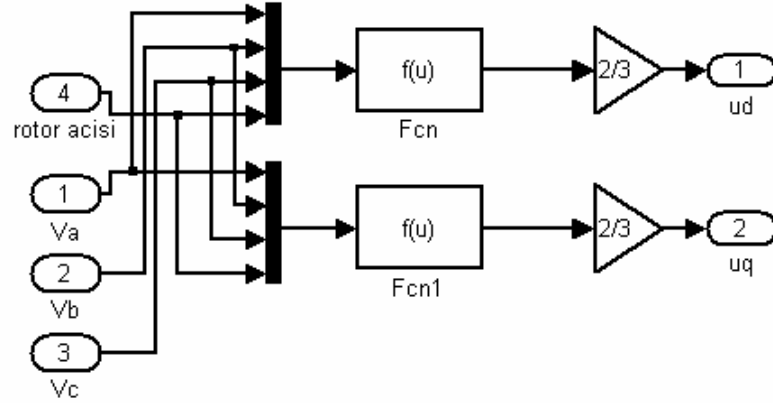 f(u)
Fcn
2/3
1
ud
4
rotor acisi
1
Va
f(u)
Fcn1
2/3
2
uq
2
Vb
3
Vc